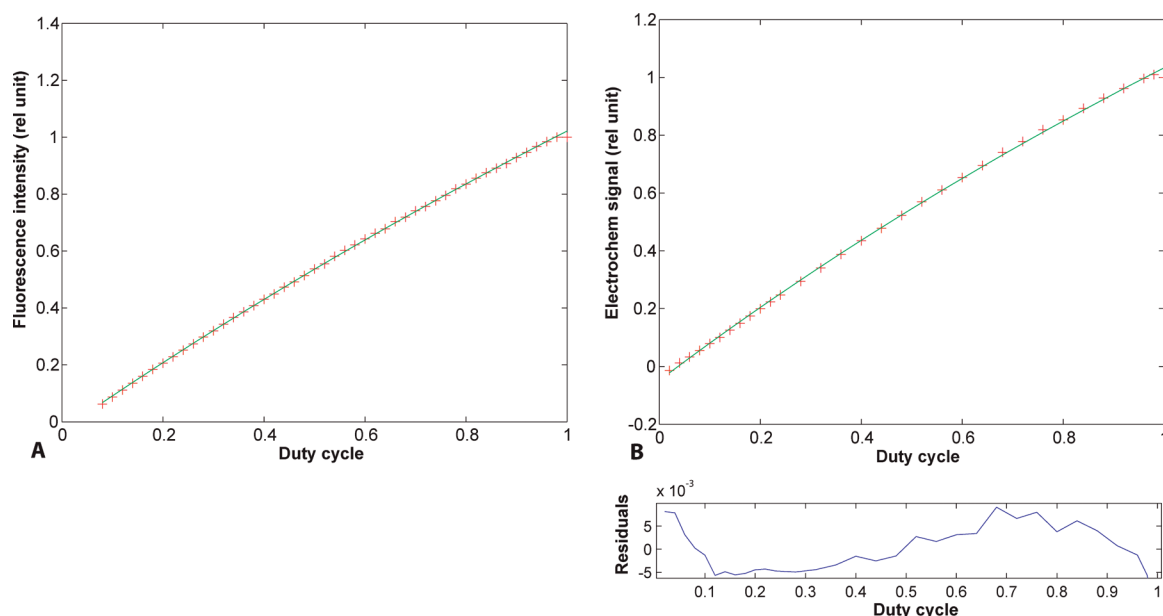 1.4
1.2
1
0.8
0.6
0.4
0.2
0
Fluorescence intensity (rel unit)
0 0.2 0.4 0.6 0.8 1
Duty cycle
A
1.2
1
0.8
0.6
0.4
0.2
0
-0.2
Electrochem signal (rel unit)
0 0.2 0.4 0.6 0.8 1
Duty cycle
B
x 10-3
5
0
-5
Residuals
0.1 0.2 0.3 0.4 0.5 0.6 0.7 0.8 0.9 1
Duty cycle